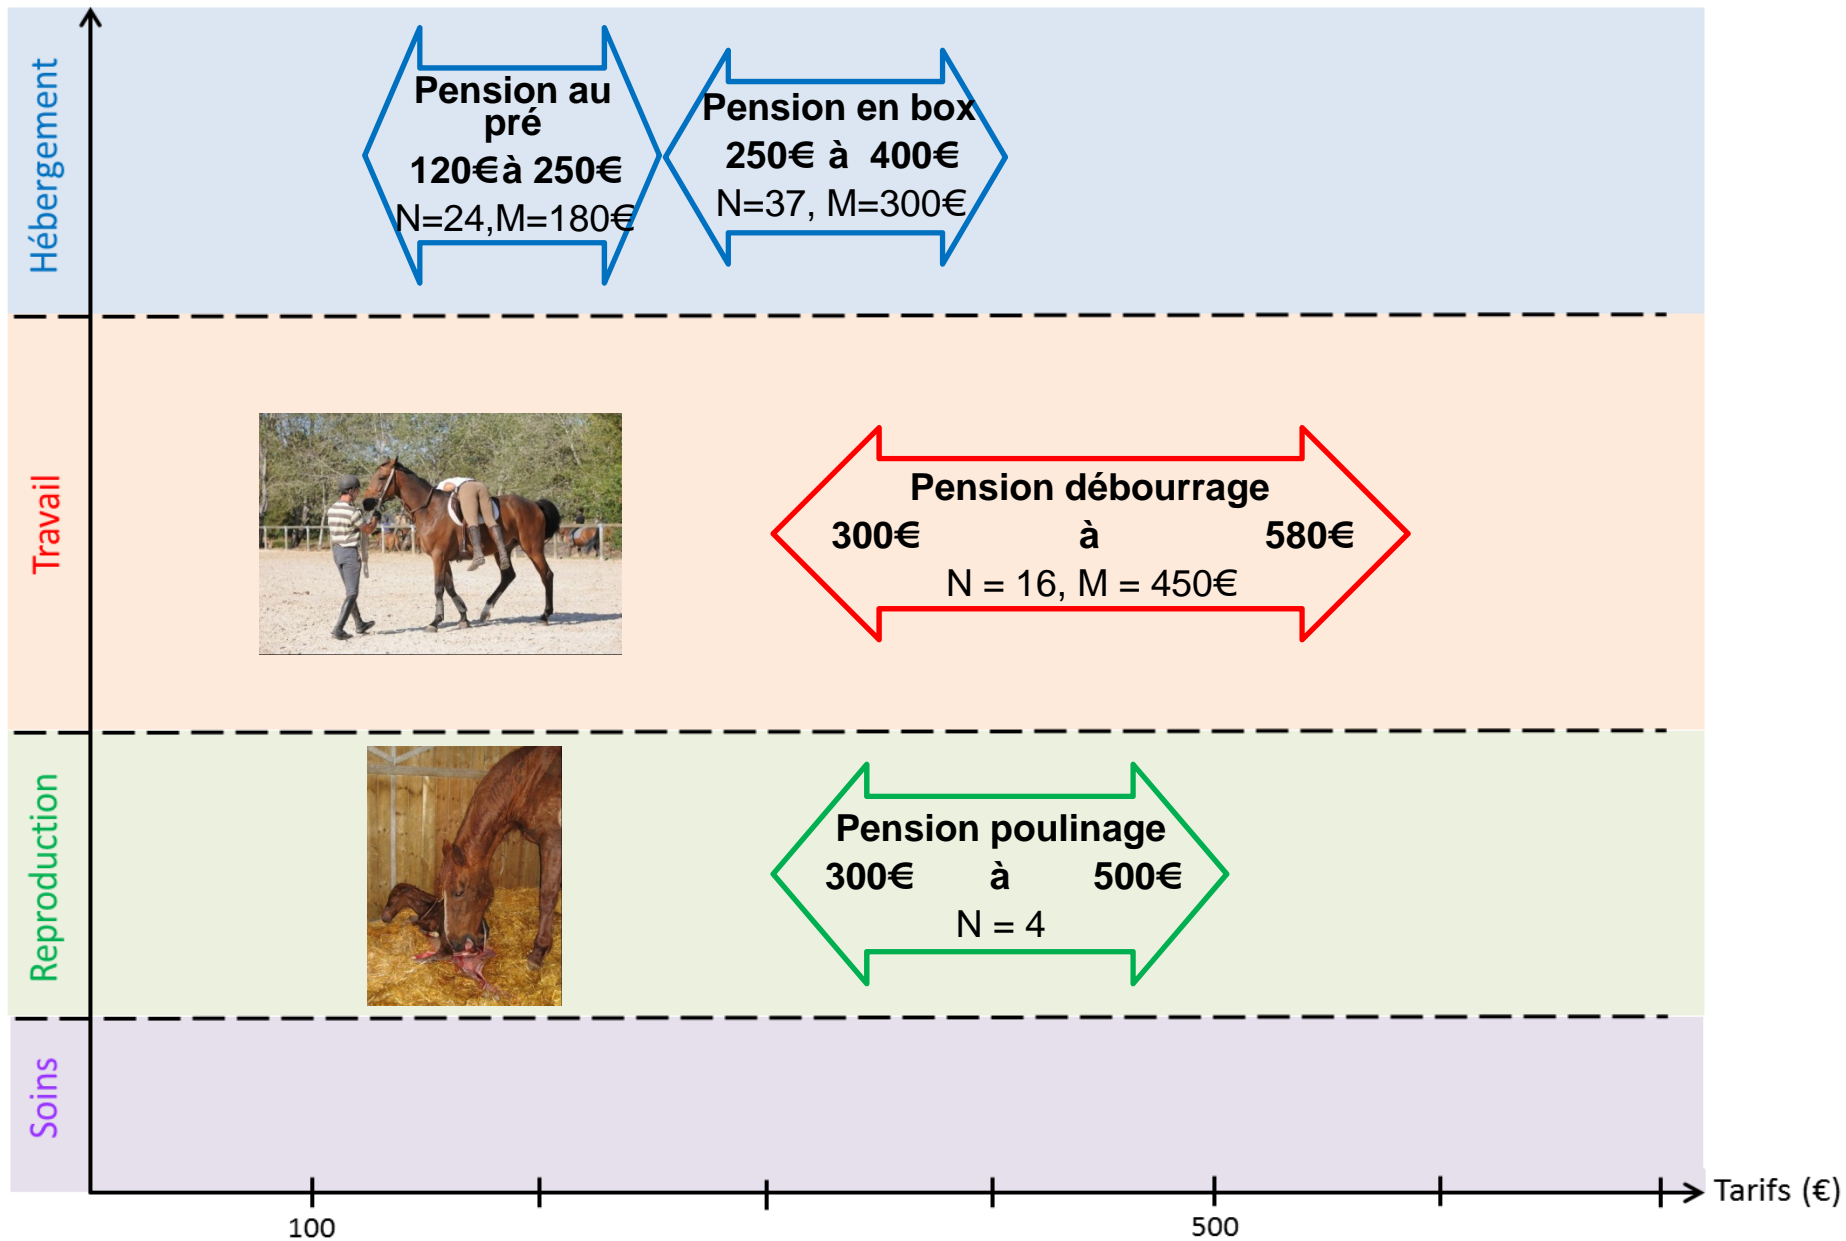 Hébergement
Pension au
pré
120€ à 250€
N=24,M=180€
Pension en box
250€ à 400€
N=37, M=300€
Travail
Pension débourrage
300€ à 580€
N = 16, M = 450€
Reproduction
Pension poulinage
300€ à 500€
N = 4
Soins
Tarifs (€)
100
500